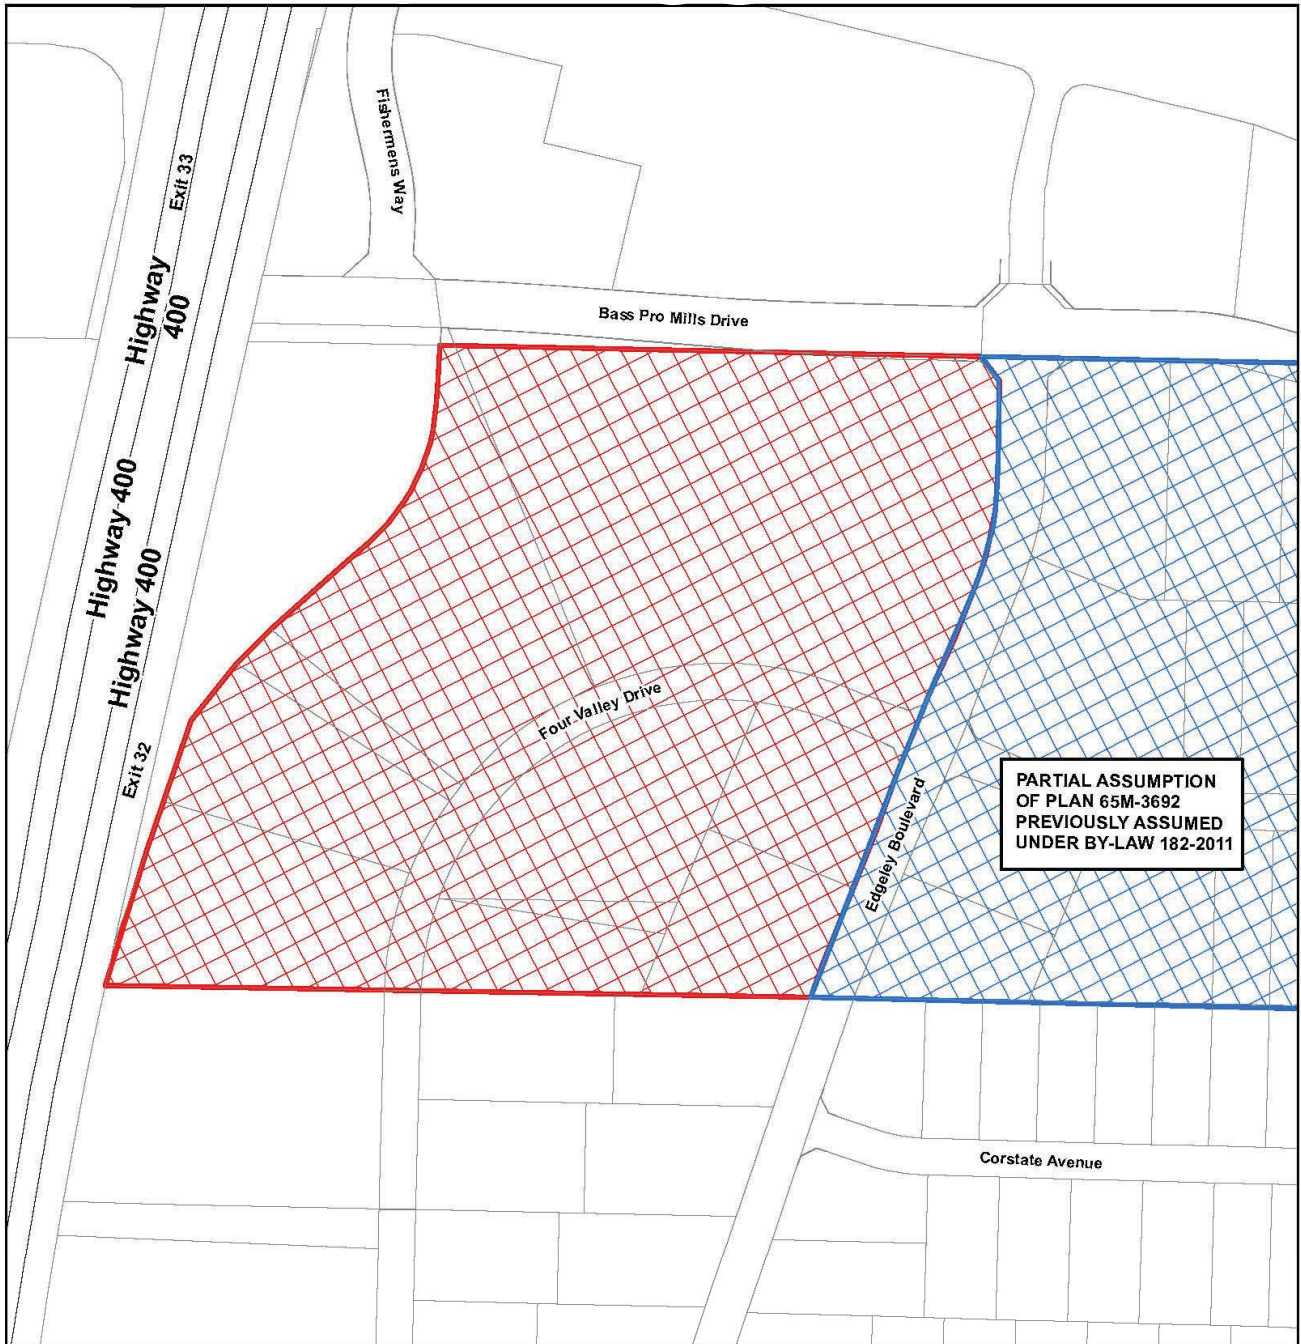 Fishermens Way
Exit 33
Highway
400
Bass Pro Mills Drive
Highway 400
Highway 400
Four Valley Drive
Exit 32
Edgeley Boulevard
PARTIAL ASSUMPTION
OF PLAN 65M-3692
PREVIOUSLY ASSUMED
UNDER BY-LAW 182-2011
Corstate Avenue